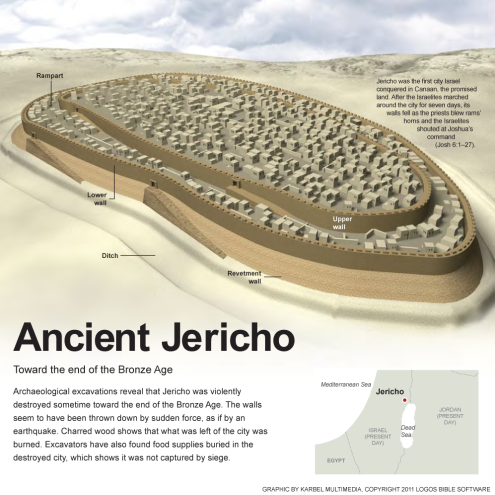 Rampart
Jericho was the first city Israel
conquered in Canaan, the promised
land. After the Israelites marched
around the city for seven days, its
walls fell as the priests blew rams'
horns and the Israelites
shouted at Joshua's
command
(Josh 6:1–27).
Lower
wall
Upper
wall
Ditch
Revetment
wall
Ancient Jericho
Toward the end of the Bronze Age
Archaeological excavations reveal that Jericho was violently
destroyed sometime toward the end of the Bronze Age. The walls
seem to have been thrown down by sudden force, as if by an
earthquake. Charred wood shows that what was left of the city was
burned. Excavators have also found food supplies buried in the
destroyed city, which shows it was not captured by siege.
Mediterranean Sea
Jericho
JORDAN
(PRESENT
DAY)
ISRAEL
(PRESENT
DAY)
Dead
Sea
EGYPT
GRAPHIC BY KARBEL MULTIMEDIA, COPYRIGHT 2011 LOGOS BIBLE SOFTWARE